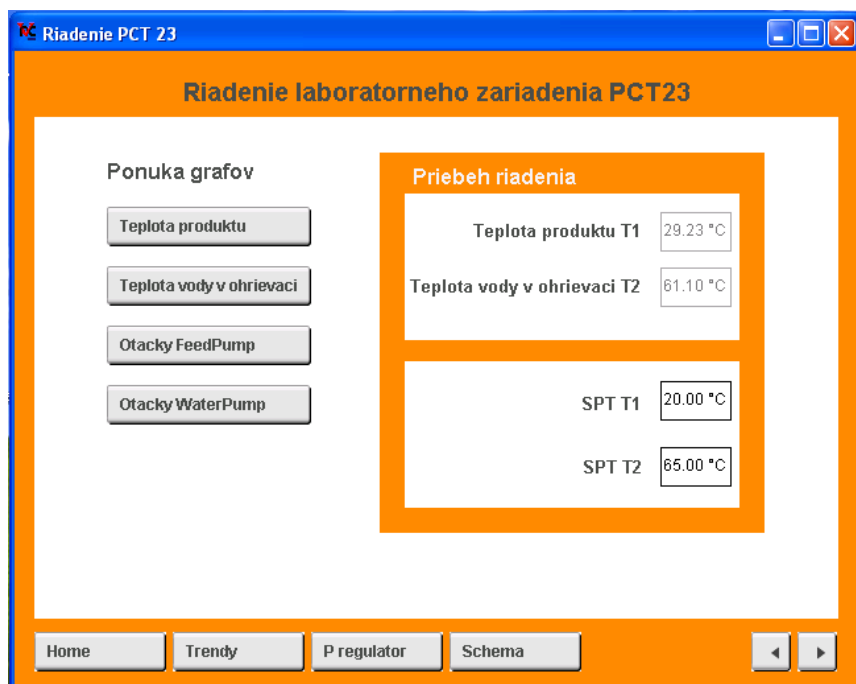 Riadenie PCT 23
Riadenie laboratorneho zariadenia PCT23
Ponuka grafov
Teplota produktu
Teplota vody v ohrievaci
Otacky FeedPump
Otacky WaterPump
Priebeh riadenia
Teplota produktu T1 29.23 °C
Teplota vody v ohrievaci T2 61.10 °C
SPT T1 20.00 °C
SPT T2 65.00 °C
Home Trendy P regulator Schema